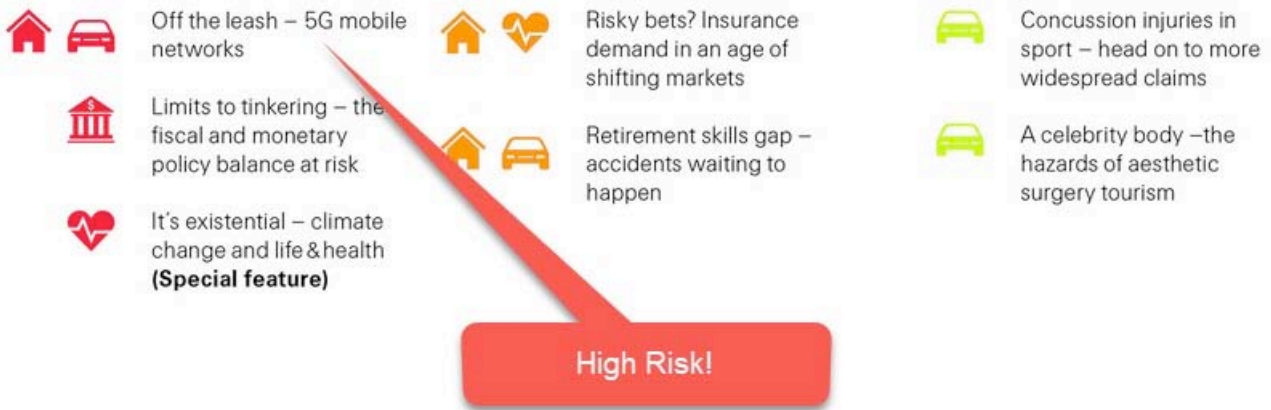 Off the leash – 5G mobile
networks
Limits to tinkering – the
fiscal and monetary
policy balance at risk
It's existential – climate
change and life & health
(Special feature)
Risky bets? Insurance
demand in an age of
shifting markets
Retirement skills gap –
accidents waiting to
happen
Concussion injuries in
sport – head on to more
widespread claims
A celebrity body –the
hazards of aesthetic
surgery tourism
High Risk!